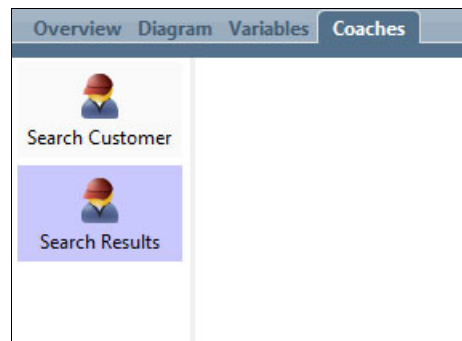 Overview Diagram Variables Coaches
Search Customer
Search Results